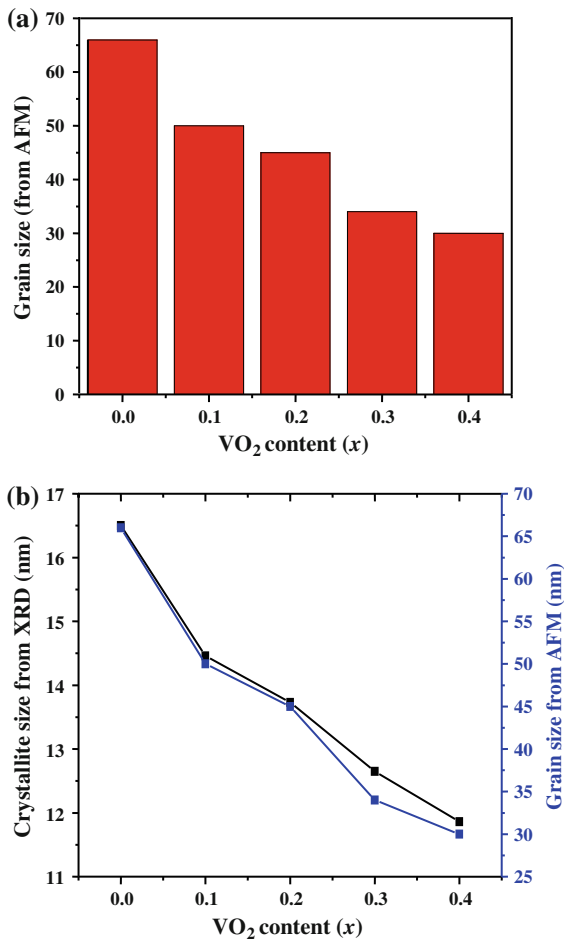 (a)
70
60
50
40
30
20
10
0
Grain size (from AFM)
0.0 0.1 0.2 0.3 0.4
VO2 content (x)
(b)
17
16
15
14
13
12
11
Crystallite size from XRD (nm)
70
65
60
55
50
45
40
35
30
25
Grain size from AFM (nm)
0.0 0.1 0.2 0.3 0.4
VO2 content (x)